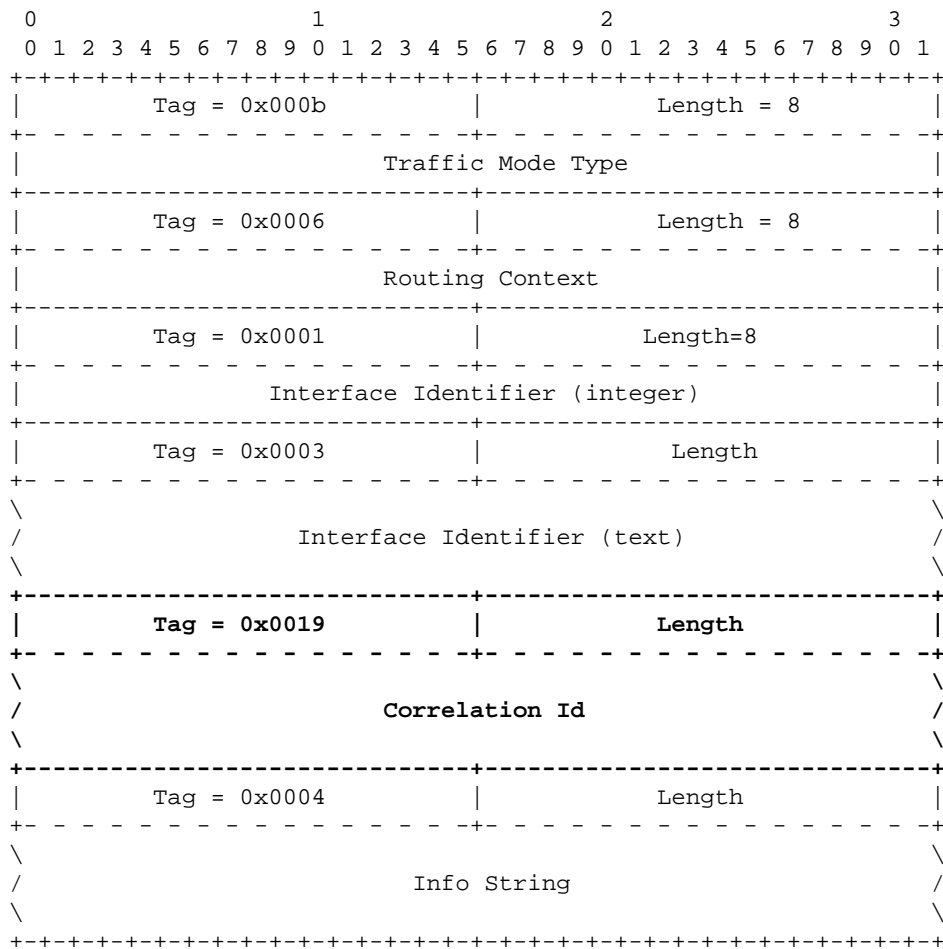 0                   1                   2                   3
 0 1 2 3 4 5 6 7 8 9 0 1 2 3 4 5 6 7 8 9 0 1 2 3 4 5 6 7 8 9 0 1
+-+-+-+-+-+-+-+-+-+-+-+-+-+-+-+-+-+-+-+-+-+-+-+-+-+-+-+-+-+-+-+-+
|         Tag = 0x000b          |            Length = 8         |
+- - - - - - - - - - - - - - - -+- - - - - - - - - - - - - - - -+
|                         Traffic Mode Type                     |
+-------------------------------+-------------------------------+
|         Tag = 0x0006          |            Length = 8         |
+- - - - - - - - - - - - - - - -+- - - - - - - - - - - - - - - -+
|                         Routing Context                       |
+-------------------------------+-------------------------------+
|         Tag = 0x0001          |           Length=8            |
+- - - - - - - - - - - - - - - -+- - - - - - - - - - - - - - - -+
|                 Interface Identifier (integer)                |
+-------------------------------+-------------------------------+
|         Tag = 0x0003          |             Length            |
+- - - - - - - - - - - - - - - -+- - - - - - - - - - - - - - - -+
\                                                               \
/                   Interface Identifier (text)                 /
\                                                               \
+-------------------------------+-------------------------------+
|         Tag = 0x0019          |            Length             |
+- - - - - - - - - - - - - - - -+- - - - - - - - - - - - - - - -+
\                                                               \
/                         Correlation Id                        /
\                                                               \
+-------------------------------+-------------------------------+
|         Tag = 0x0004          |            Length             |
+- - - - - - - - - - - - - - - -+- - - - - - - - - - - - - - - -+
\                                                               \
/                           Info String                         /
\                                                               \
+-+-+-+-+-+-+-+-+-+-+-+-+-+-+-+-+-+-+-+-+-+-+-+-+-+-+-+-+-+-+-+-+